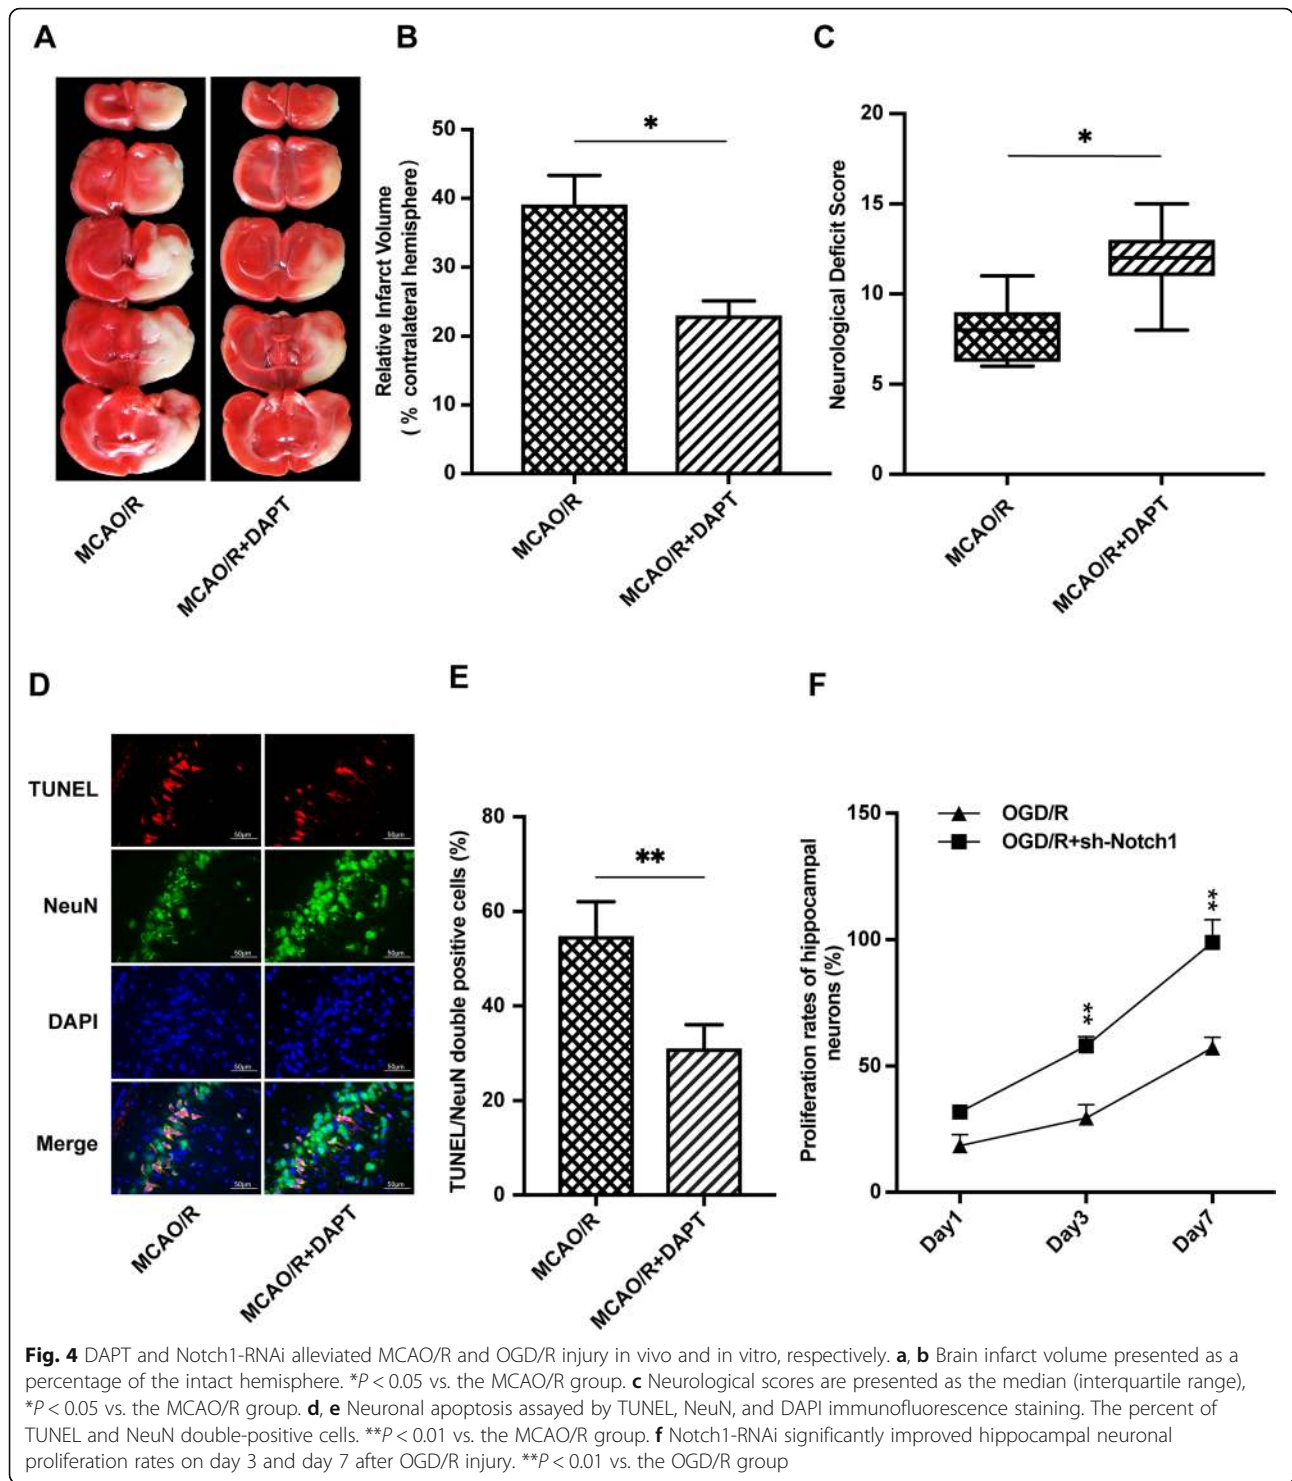 A
MCAO/R
MCAO/R+DAPT
B
Relative Infarct Volume
( % contralateral hemisphere)
50
40
30
20
10
0
*
MCAO/R
MCAO/R+DAPT
C
Neurological Deficit Score
20
15
10
5
0
*
MCAO/R
MCAO/R+DAPT
D
TUNEL
50μm
50μm
NeuN
50μm
50μm
DAPI
50μm
50μm
Merge
50μm
50μm
MCAO/R
MCAO/R+DAPT
E
TUNEL/NeuN double positive cells (%)
80
60
40
20
0
**
MCAO/R
MCAO/R+DAPT
F
Proliferation rates of hippocampal
neurons (%)
150
100
50
0
OGD/R
OGD/R+sh-Notch1
**
**
Day1
Day3
Day7
Fig. 4 DAPT and Notch1-RNAi alleviated MCAO/R and OGD/R injury in vivo and in vitro, respectively. a, b Brain infarct volume presented as a
percentage of the intact hemisphere. *P < 0.05 vs. the MCAO/R group. c Neurological scores are presented as the median (interquartile range),
*P < 0.05 vs. the MCAO/R group. d, e Neuronal apoptosis assayed by TUNEL, NeuN, and DAPI immunofluorescence staining. The percent of
TUNEL and NeuN double-positive cells. **P < 0.01 vs. the MCAO/R group. f Notch1-RNAi significantly improved hippocampal neuronal
proliferation rates on day 3 and day 7 after OGD/R injury. **P < 0.01 vs. the OGD/R group